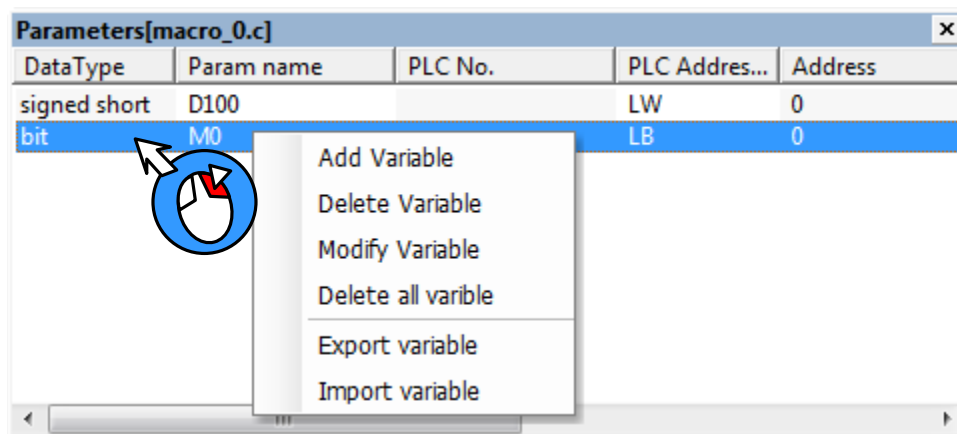 Parameters[macro_0.c]
DataType Param name PLC No. PLC Addres... Address
signed short D100 LW 0
bit M0 LB 0
Add Variable
Delete Variable
Modify Variable
Delete all varible
Export variable
Import variable